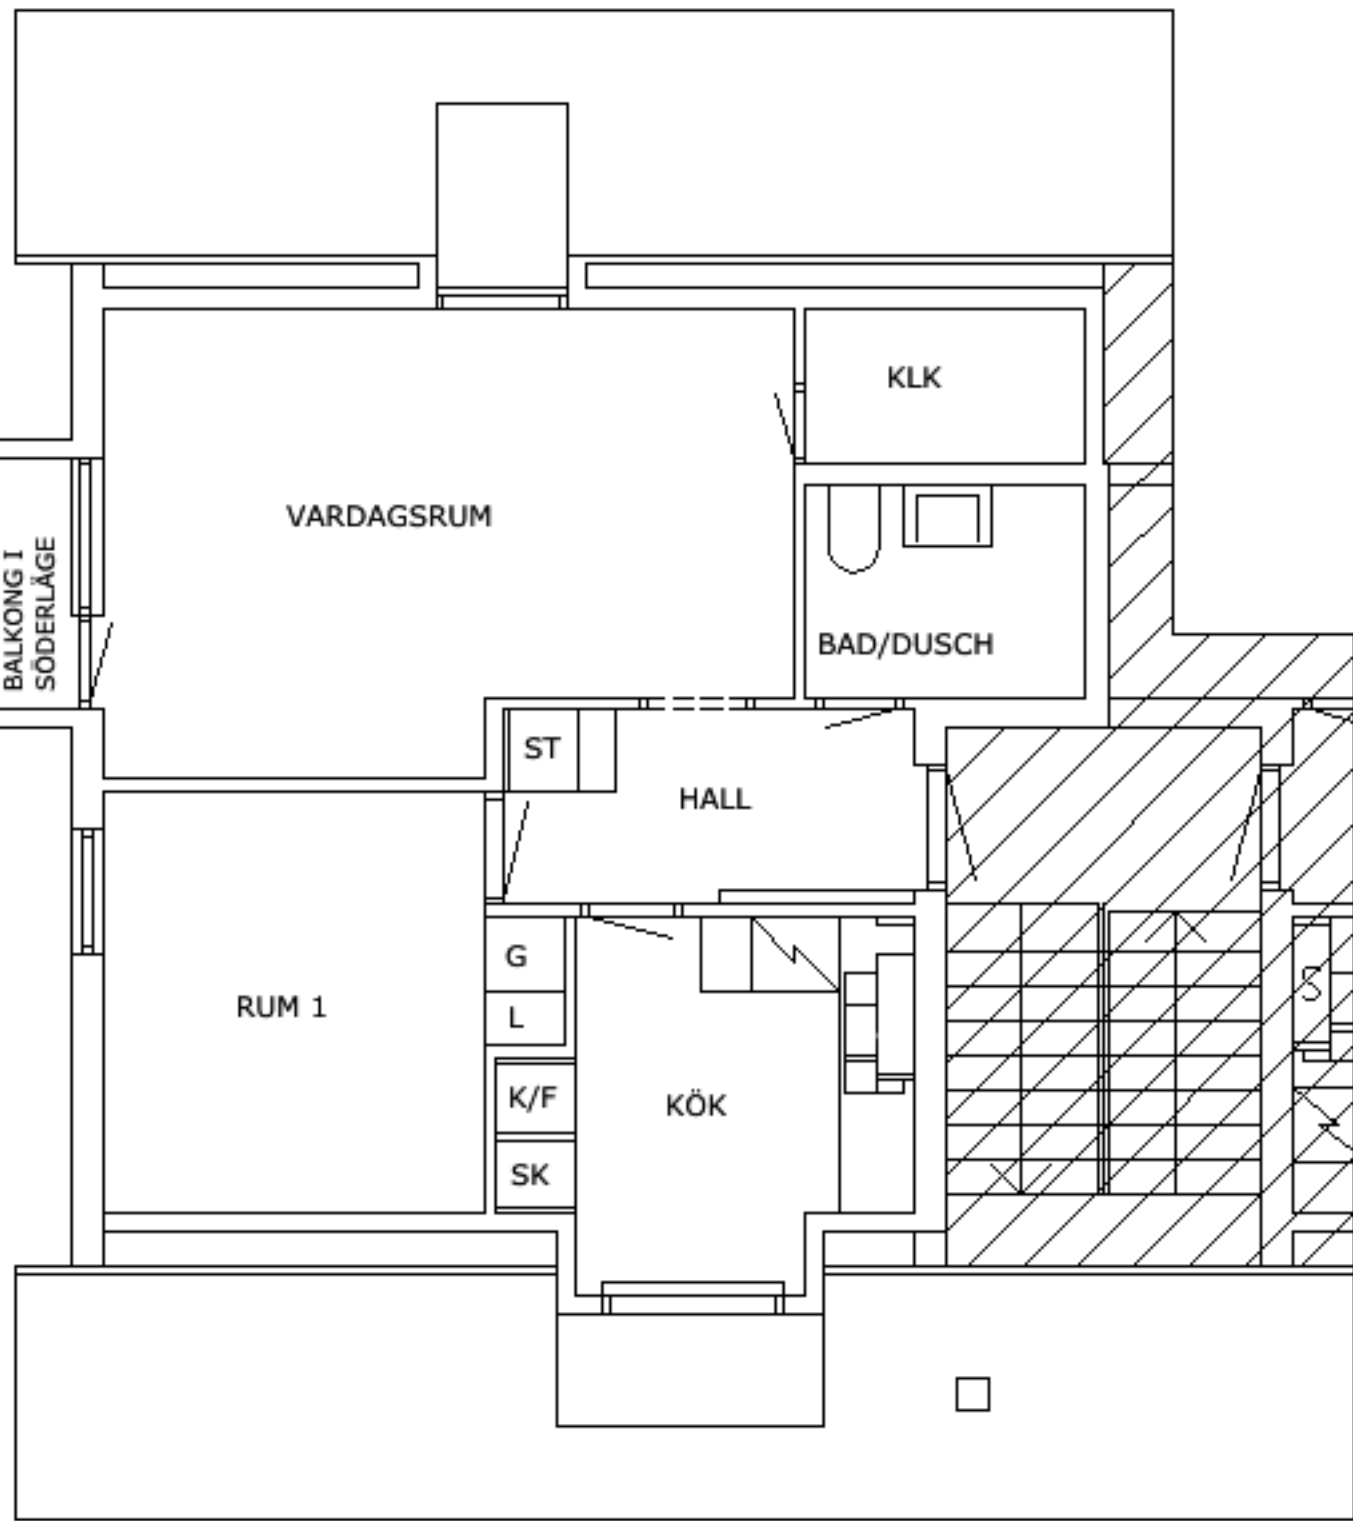 KLK
VARDAGSRUM
BALKONG I
SÖDERLÄGE
BAD/DUSCH
ST
HALL
G
L
RUM 1
K/F
KÖK
SK